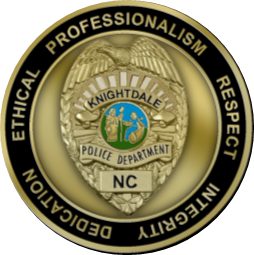 ETHICAL PROFESSIONALISM RESPECT INTEGRITY DEDICATION
KNIGHTDALE
POLICE DEPARTMENT
NC